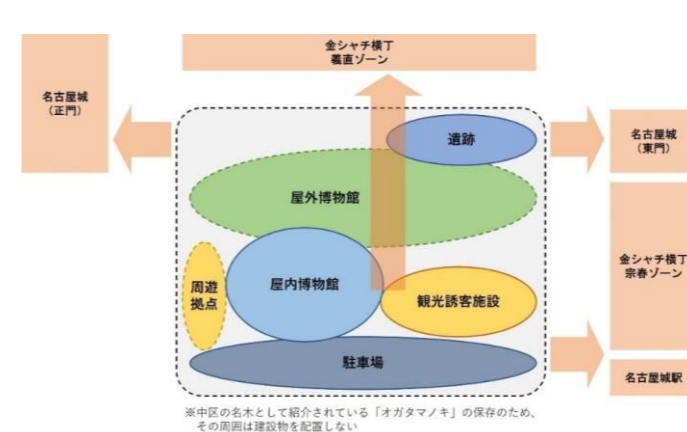 金シャチ横丁
義直ゾーン
名古屋城
（正門）
遺跡
名古屋城
（東門）
屋外博物館
金シャチ横丁
宗春ゾーン
周遊
拠点
屋内博物館
観光誘客施設
駐車場
名古屋城駅
※中区の名木として紹介されている「オガタマノキ」の保存のため、
その周囲は建設物を配置しない